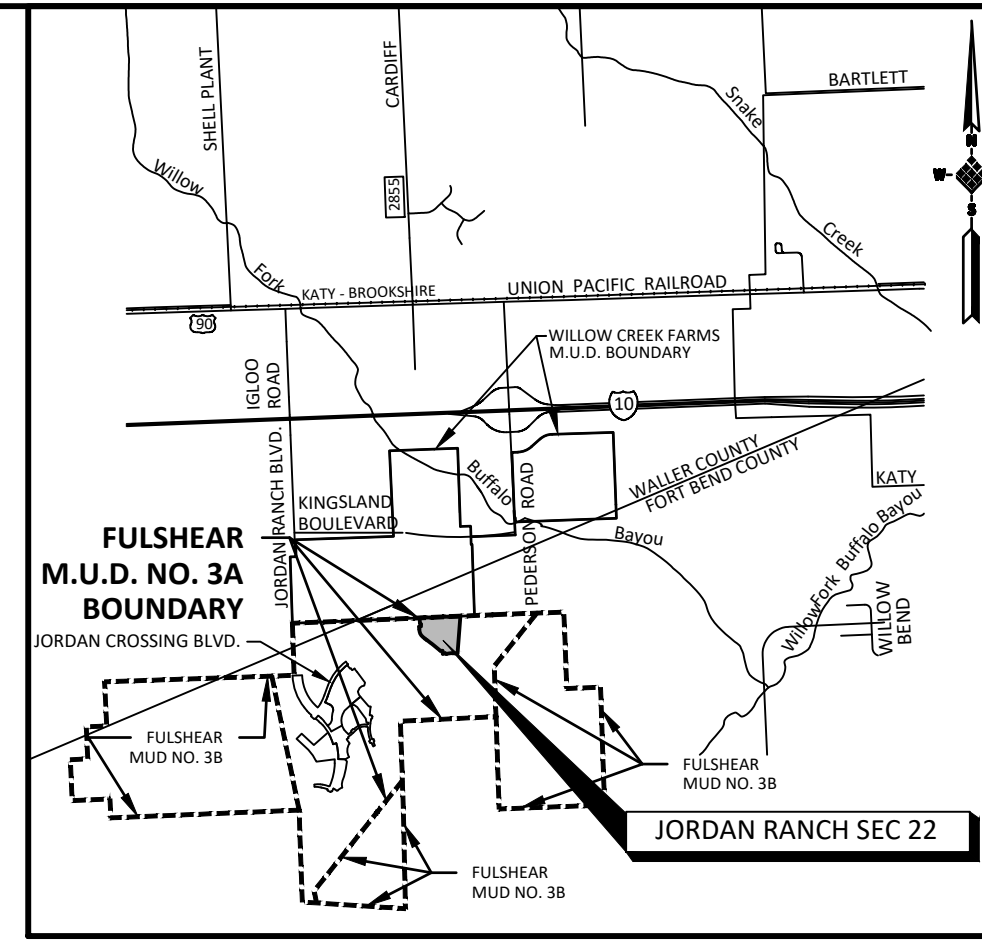 SHELL PLANT
CARDIFF
BARTLETT
Snake
Willow
2855
Creek
Fork
KATY - BROOKSHIRE
UNION PACIFIC RAILROAD
90
N
W
S
WILLOW CREEK FARMS
M.U.D. BOUNDARY
IGLOO
ROAD
10
JORDAN RANCH BLVD.
KINGSLAND
BOULEVARD
Buffalo
PEDERSON ROAD
WALLER COUNTY
FORT BEND COUNTY
KATY
Bayou
Willow Fork Buffalo Bayou
WILLOW
BEND
FULSHEAR
M.U.D. NO. 3A
BOUNDARY
JORDAN CROSSING BLVD.
FULSHEAR
MUD NO. 3B
FULSHEAR
MUD NO. 3B
JORDAN RANCH SEC 22
FULSHEAR
MUD NO. 3B